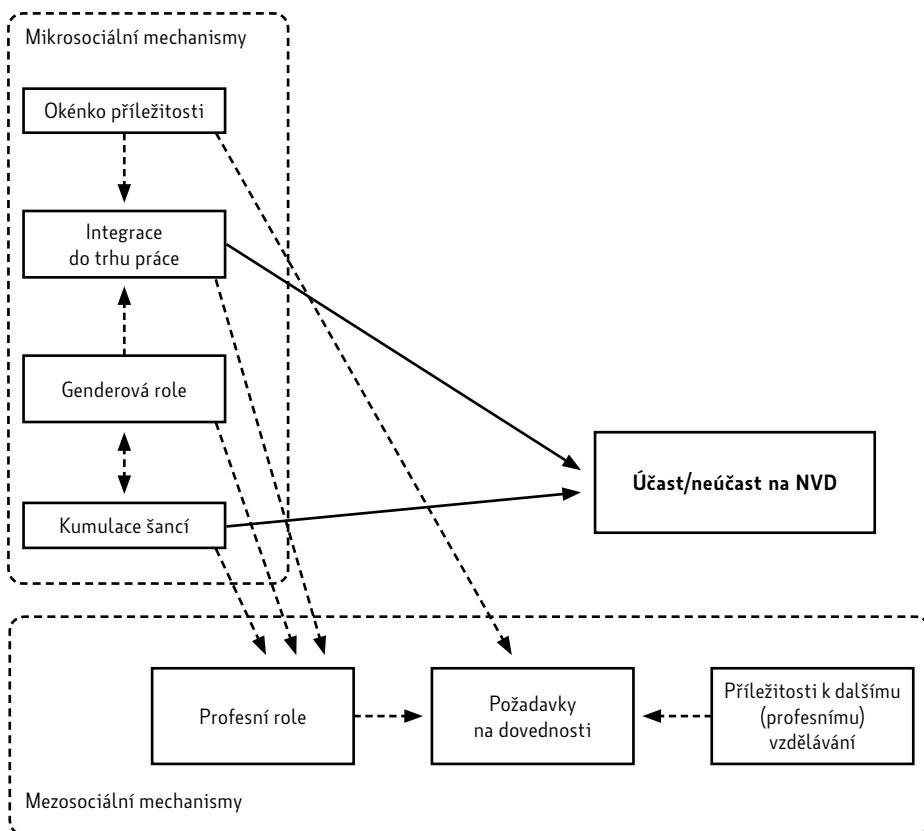 Mikrosociální mechanismy
Okénko příležitosti
Integrace
do trhu práce
Genderová role
Kumulace šancí
Účast/neúčast na NVD
Profesní role
Požadavky
na dovednosti
Příležitosti k dalšímu
(profesnímu)
vzdělávání
Mezosociální mechanismy